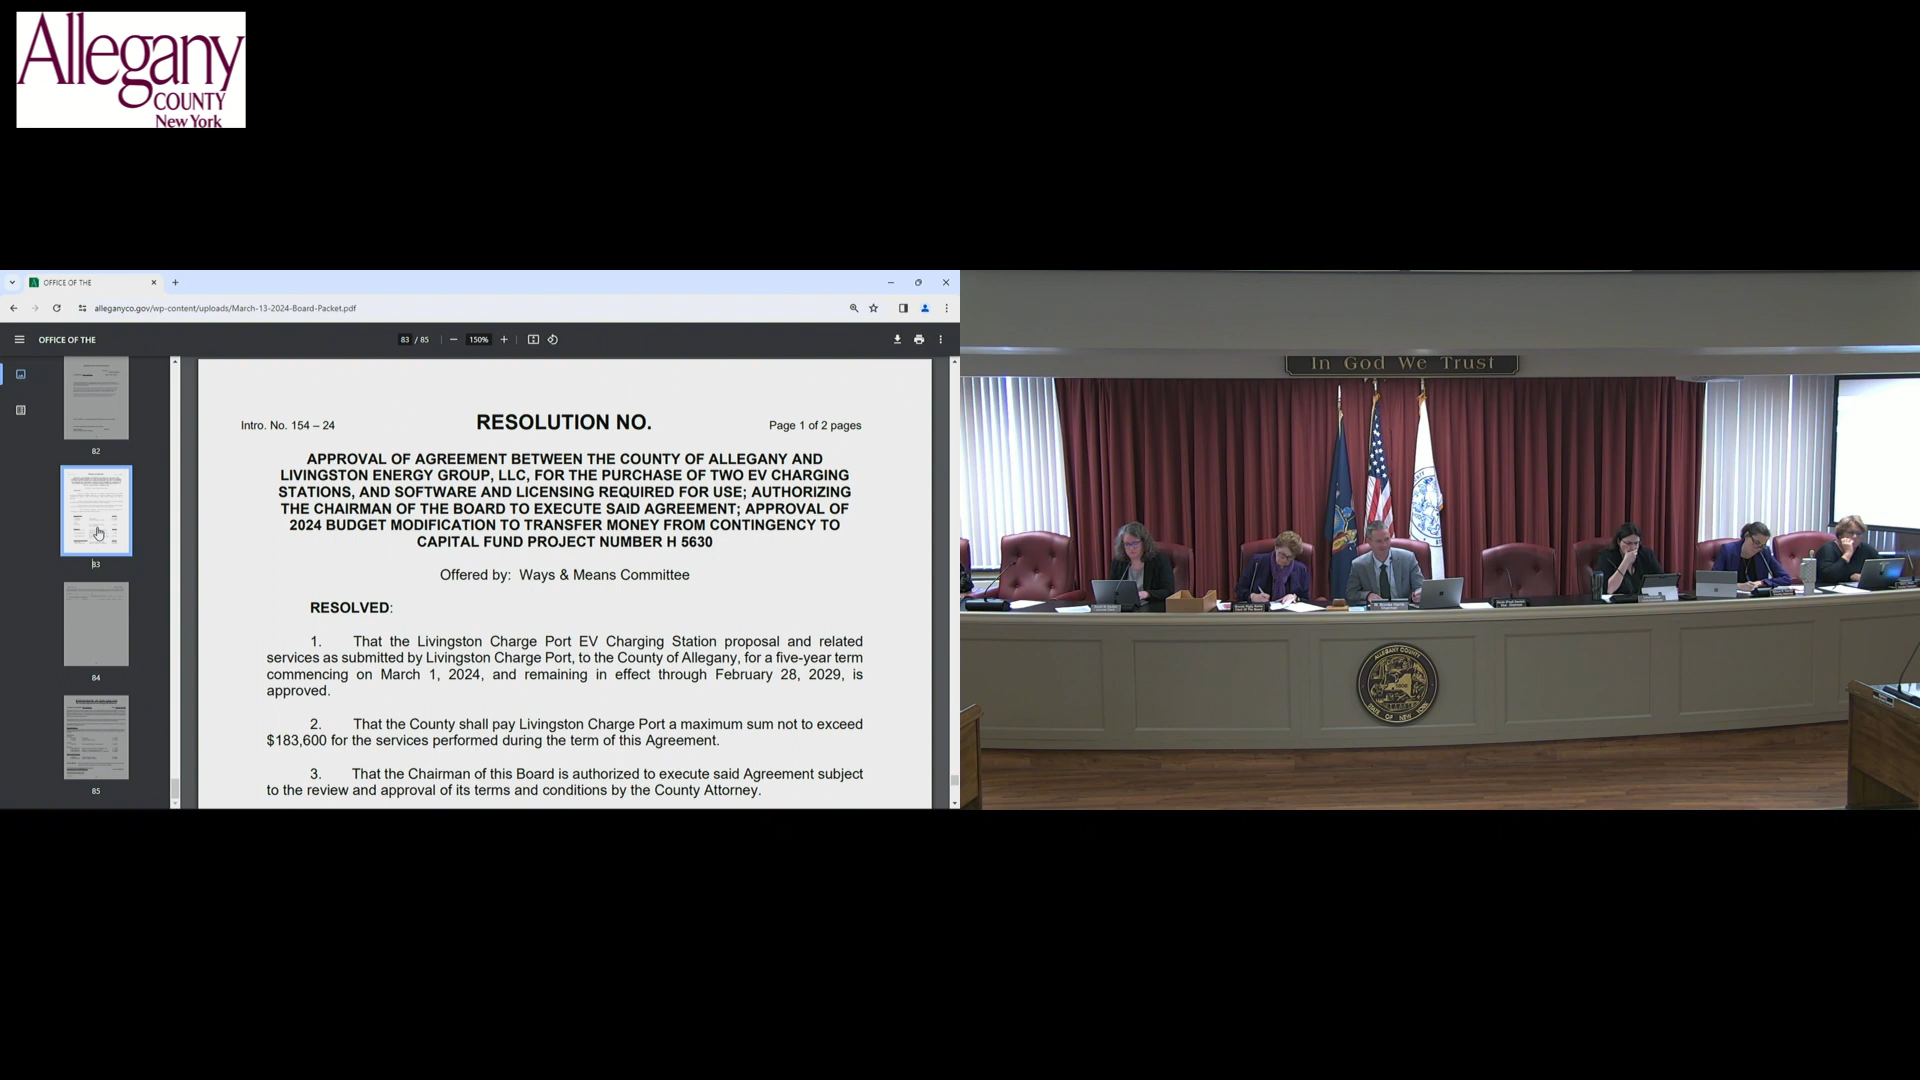 Allegany
COUNTY
New York
OFFICE OF THE
alleganyco.gov/wp-content/uploads/March-13-2024-Board-Packet.pdf
OFFICE OF THE
83 / 85
150%
82
83
84
85
Intro. No. 154 – 24
RESOLUTION NO.
Page 1 of 2 pages
APPROVAL OF AGREEMENT BETWEEN THE COUNTY OF ALLEGANY AND
LIVINGSTON ENERGY GROUP, LLC, FOR THE PURCHASE OF TWO EV CHARGING
STATIONS, AND SOFTWARE AND LICENSING REQUIRED FOR USE; AUTHORIZING
THE CHAIRMAN OF THE BOARD TO EXECUTE SAID AGREEMENT; APPROVAL OF
2024 BUDGET MODIFICATION TO TRANSFER MONEY FROM CONTINGENCY TO
CAPITAL FUND PROJECT NUMBER H 5630
Offered by: Ways & Means Committee
RESOLVED:
1. That the Livingston Charge Port EV Charging Station proposal and related
services as submitted by Livingston Charge Port, to the County of Allegany, for a five-year term
commencing on March 1, 2024, and remaining in effect through February 28, 2029, is
approved.
2. That the County shall pay Livingston Charge Port a maximum sum not to exceed
$183,600 for the services performed during the term of this Agreement.
3. That the Chairman of this Board is authorized to execute said Agreement subject
to the review and approval of its terms and conditions by the County Attorney.
In God We Trust
ALLEGANY COUNTY
STATE OF NEW YORK